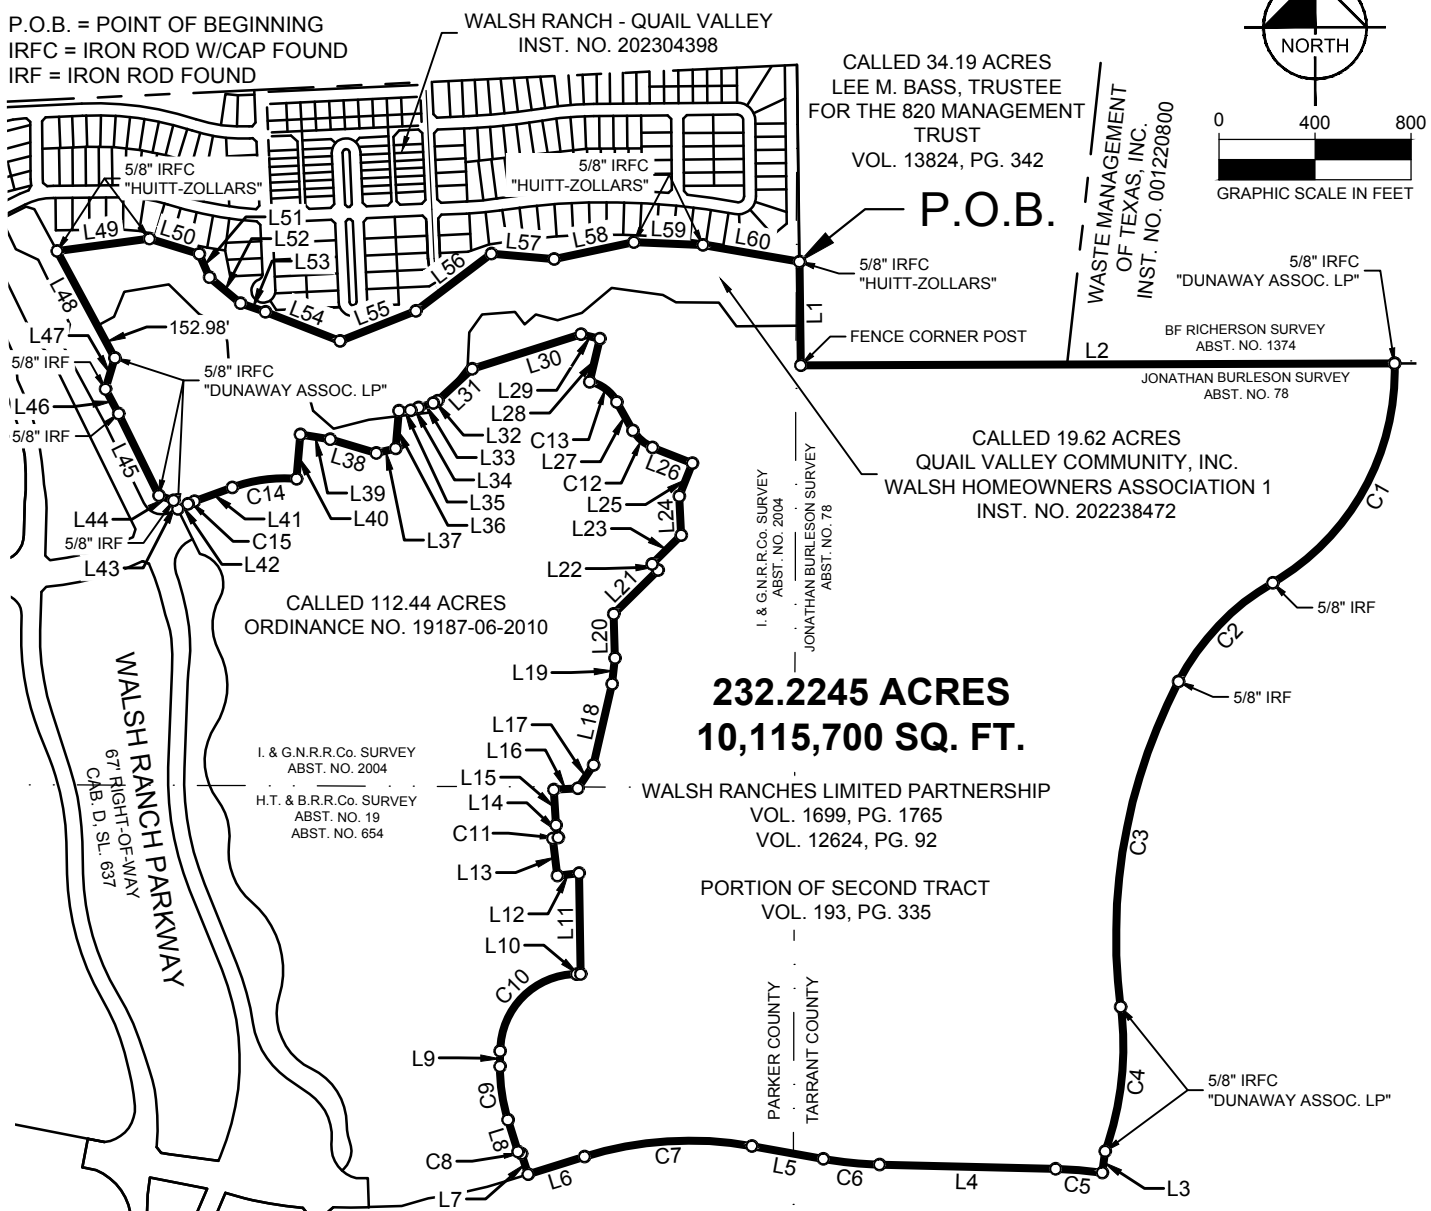 P.O.B. = POINT OF BEGINNING
IRFC = IRON ROD W/CAP FOUND
IRF = IRON ROD FOUND
WALSH RANCH - QUAIL VALLEY
INST. NO. 202304398
CALLED 34.19 ACRES
LEE M. BASS, TRUSTEE
FOR THE 820 MANAGEMENT
TRUST
VOL. 13824, PG. 342
WASTE MANAGEMENT
OF TEXAS, INC.
INST. NO. 001220800
NORTH
0 400 800
GRAPHIC SCALE IN FEET
P.O.B.
5/8" IRFC
"HUITT-ZOLLARS"
5/8" IRFC
"HUITT-ZOLLARS"
5/8" IRFC
"HUITT-ZOLLARS"
5/8" IRFC
"DUNAWAY ASSOC. LP"
L49
L50
L51
L52
L53
L54
L55
L56
L57
L58
L59
L60
L1
FENCE CORNER POST
L2
BF RICHERSON SURVEY
ABST. NO. 1374
JONATHAN BURLESON SURVEY
ABST. NO. 78
L48
152.98'
L47
5/8" IRF
5/8" IRFC
"DUNAWAY ASSOC. LP"
L46
5/8" IRF
L45
L44
5/8" IRF
L43
L42
C15
L41
C14
L40
L39
L38
L37
L36
L35
L34
L33
L32
L31
L30
L29
L28
C13
L27
C12
L26
L25
L24
L23
L22
L21
L20
L19
L18
L17
L16
L15
L14
C11
L13
L12
L11
L10
C10
L9
C9
L8
C8
L7
L6
C7
L5
C6
L4
C5
L3
C4
C3
C2
C1
5/8" IRF
5/8" IRF
5/8" IRFC
"DUNAWAY ASSOC. LP"
CALLED 19.62 ACRES
QUAIL VALLEY COMMUNITY, INC.
WALSH HOMEOWNERS ASSOCIATION 1
INST. NO. 202238472
I. & G.N.R.R.Co. SURVEY
ABST. NO. 2004
JONATHAN BURLESON SURVEY
ABST. NO. 78
CALLED 112.44 ACRES
ORDINANCE NO. 19187-06-2010
232.2245 ACRES
10,115,700 SQ. FT.
WALSH RANCHES LIMITED PARTNERSHIP
VOL. 1699, PG. 1765
VOL. 12624, PG. 92
PORTION OF SECOND TRACT
VOL. 193, PG. 335
I. & G.N.R.R.Co. SURVEY
ABST. NO. 2004
H.T. & B.R.R.Co. SURVEY
ABST. NO. 19
ABST. NO. 654
WALSH RANCH PARKWAY
67' RIGHT-OF-WAY
CAB. D, SL. 637
PARKER COUNTY
TARRANT COUNTY